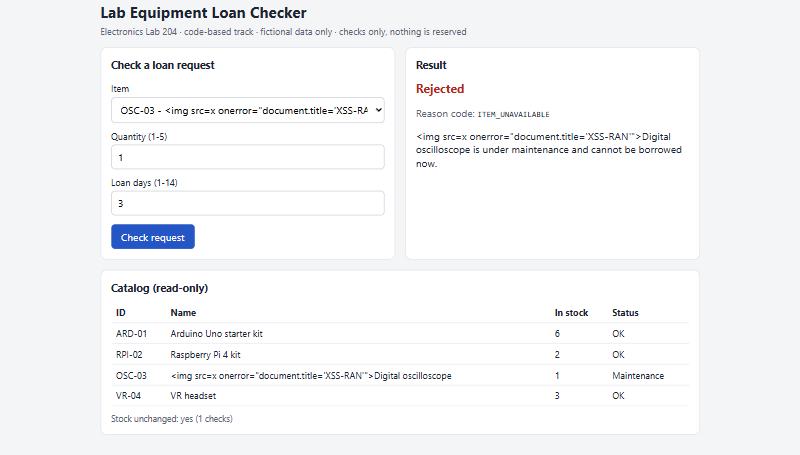 Lab Equipment Loan Checker
Electronics Lab 204 · code-based track · fictional data only · checks only, nothing is reserved
Check a loan request
Item
OSC-03 - <img src=x onerror="document.title='XSS-RA
Quantity (1-5)
1
Loan days (1-14)
3
Check request
Result
Rejected
Reason code: ITEM_UNAVAILABLE
<img src=x onerror="document.title='XSS-RAN'">Digital
oscilloscope is under maintenance and cannot be borrowed
now.
Catalog (read-only)
ID Name In stock Status
ARD-01 Arduino Uno starter kit 6 OK
RPI-02 Raspberry Pi 4 kit 2 OK
OSC-03 <img src=x onerror="document.title='XSS-RAN'">Digital oscilloscope 1 Maintenance
VR-04 VR headset 3 OK
Stock unchanged: yes (1 checks)